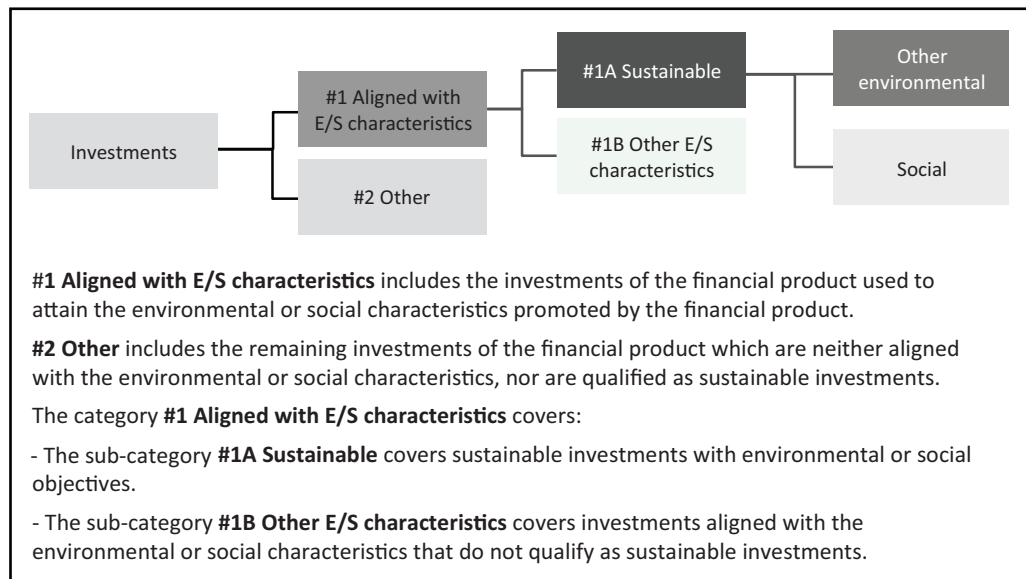 Investments
#1 Aligned with
E/S characteristics
#2 Other
#1A Sustainable
#1B Other E/S
characteristics
Other
environmental
Social
#1 Aligned with E/S characteristics includes the investments of the financial product used to
attain the environmental or social characteristics promoted by the financial product.
#2 Other includes the remaining investments of the financial product which are neither aligned
with the environmental or social characteristics, nor are qualified as sustainable investments.
The category #1 Aligned with E/S characteristics covers:
- The sub-category #1A Sustainable covers sustainable investments with environmental or social
objectives.
- The sub-category #1B Other E/S characteristics covers investments aligned with the
environmental or social characteristics that do not qualify as sustainable investments.